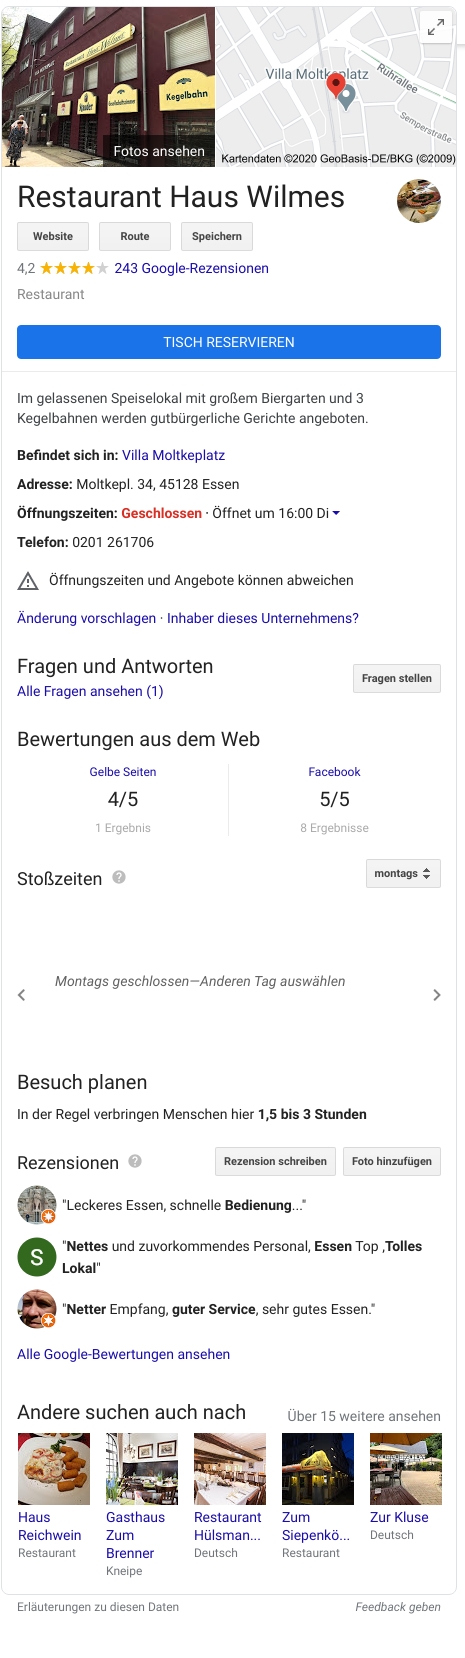 Restaurant Haus Wilmes
Gesellschaftszimmer
Kegelbahn
Fotos ansehen
Villa Moltkeplatz
Ruhrallee
Semperstraße
Kartendaten ©2020 GeoBasis-DE/BKG (©2009)
Restaurant Haus Wilmes
Website Route Speichern
4,2 243 Google-Rezensionen
Restaurant
TISCH RESERVIEREN
Im gelassenen Speiselokal mit großem Biergarten und 3
Kegelbahnen werden gutbürgerliche Gerichte angeboten.
Befindet sich in: Villa Moltkeplatz
Adresse: Moltkepl. 34, 45128 Essen
Öffnungszeiten: Geschlossen · Öffnet um 16:00 Di
Telefon: 0201 261706
Öffnungszeiten und Angebote können abweichen
Änderung vorschlagen · Inhaber dieses Unternehmens?
Fragen und Antworten
Alle Fragen ansehen (1)
Fragen stellen
Bewertungen aus dem Web
Gelbe Seiten
4/5
1 Ergebnis
Facebook
5/5
8 Ergebnisse
Stoßzeiten
montags
Montags geschlossen—Anderen Tag auswählen
Besuch planen
In der Regel verbringen Menschen hier 1,5 bis 3 Stunden
Rezensionen
Rezension schreiben Foto hinzufügen
"Leckeres Essen, schnelle Bedienung..."
S
"Nettes und zuvorkommendes Personal, Essen Top ,Tolles
Lokal"
"Netter Empfang, guter Service, sehr gutes Essen."
Alle Google-Bewertungen ansehen
Andere suchen auch nach
Über 15 weitere ansehen
Haus
Reichwein
Restaurant
Gasthaus
Zum
Brenner
Kneipe
Restaurant
Hülsman...
Deutsch
Zum
Siepenkö...
Restaurant
Zur Kluse
Deutsch
Erläuterungen zu diesen Daten
Feedback geben